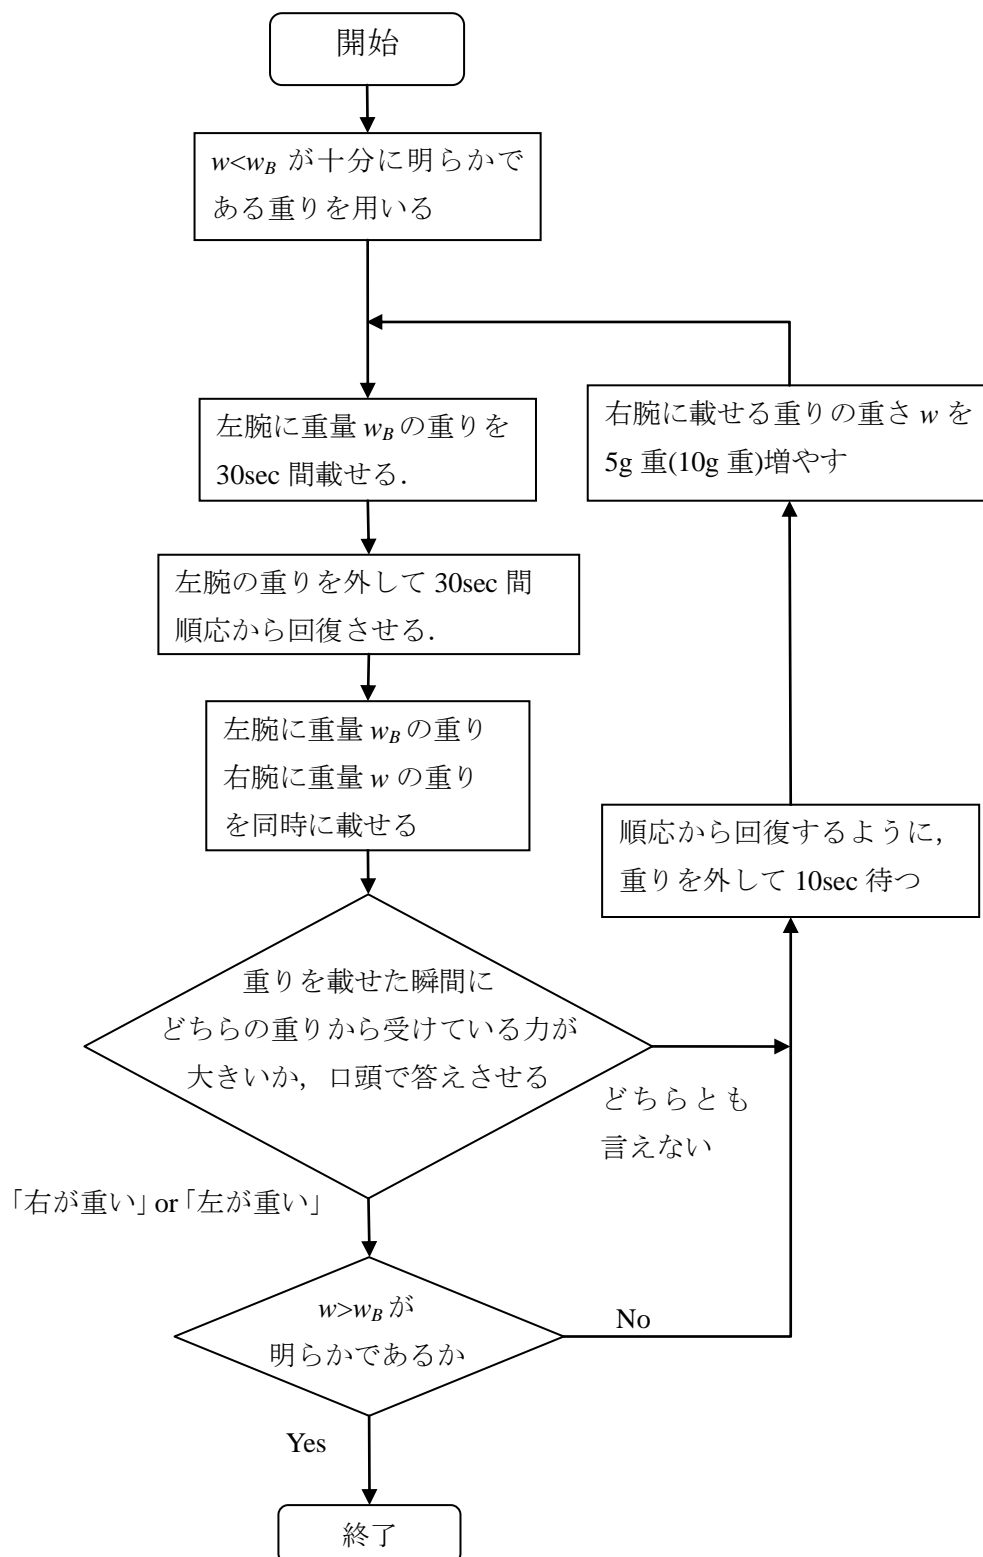 開始
w<w_B が十分に明らかで
ある重りを用いる
左腕に重量 w_B の重りを
30sec 間載せる.
右腕に載せる重りの重さ w を
5g 重(10g 重)増やす
左腕の重りを外して 30sec 間
順応から回復させる.
左腕に重量 w_B の重り
右腕に重量 w の重り
を同時に載せる
順応から回復するように,
重りを外して 10sec 待つ
重りを載せた瞬間に
どちらの重りから受けている力が
大きいか, 口頭で答えさせる
どちらとも
言えない
「右が重い」or「左が重い」
w>w_B が
明らかであるか
No
Yes
終了